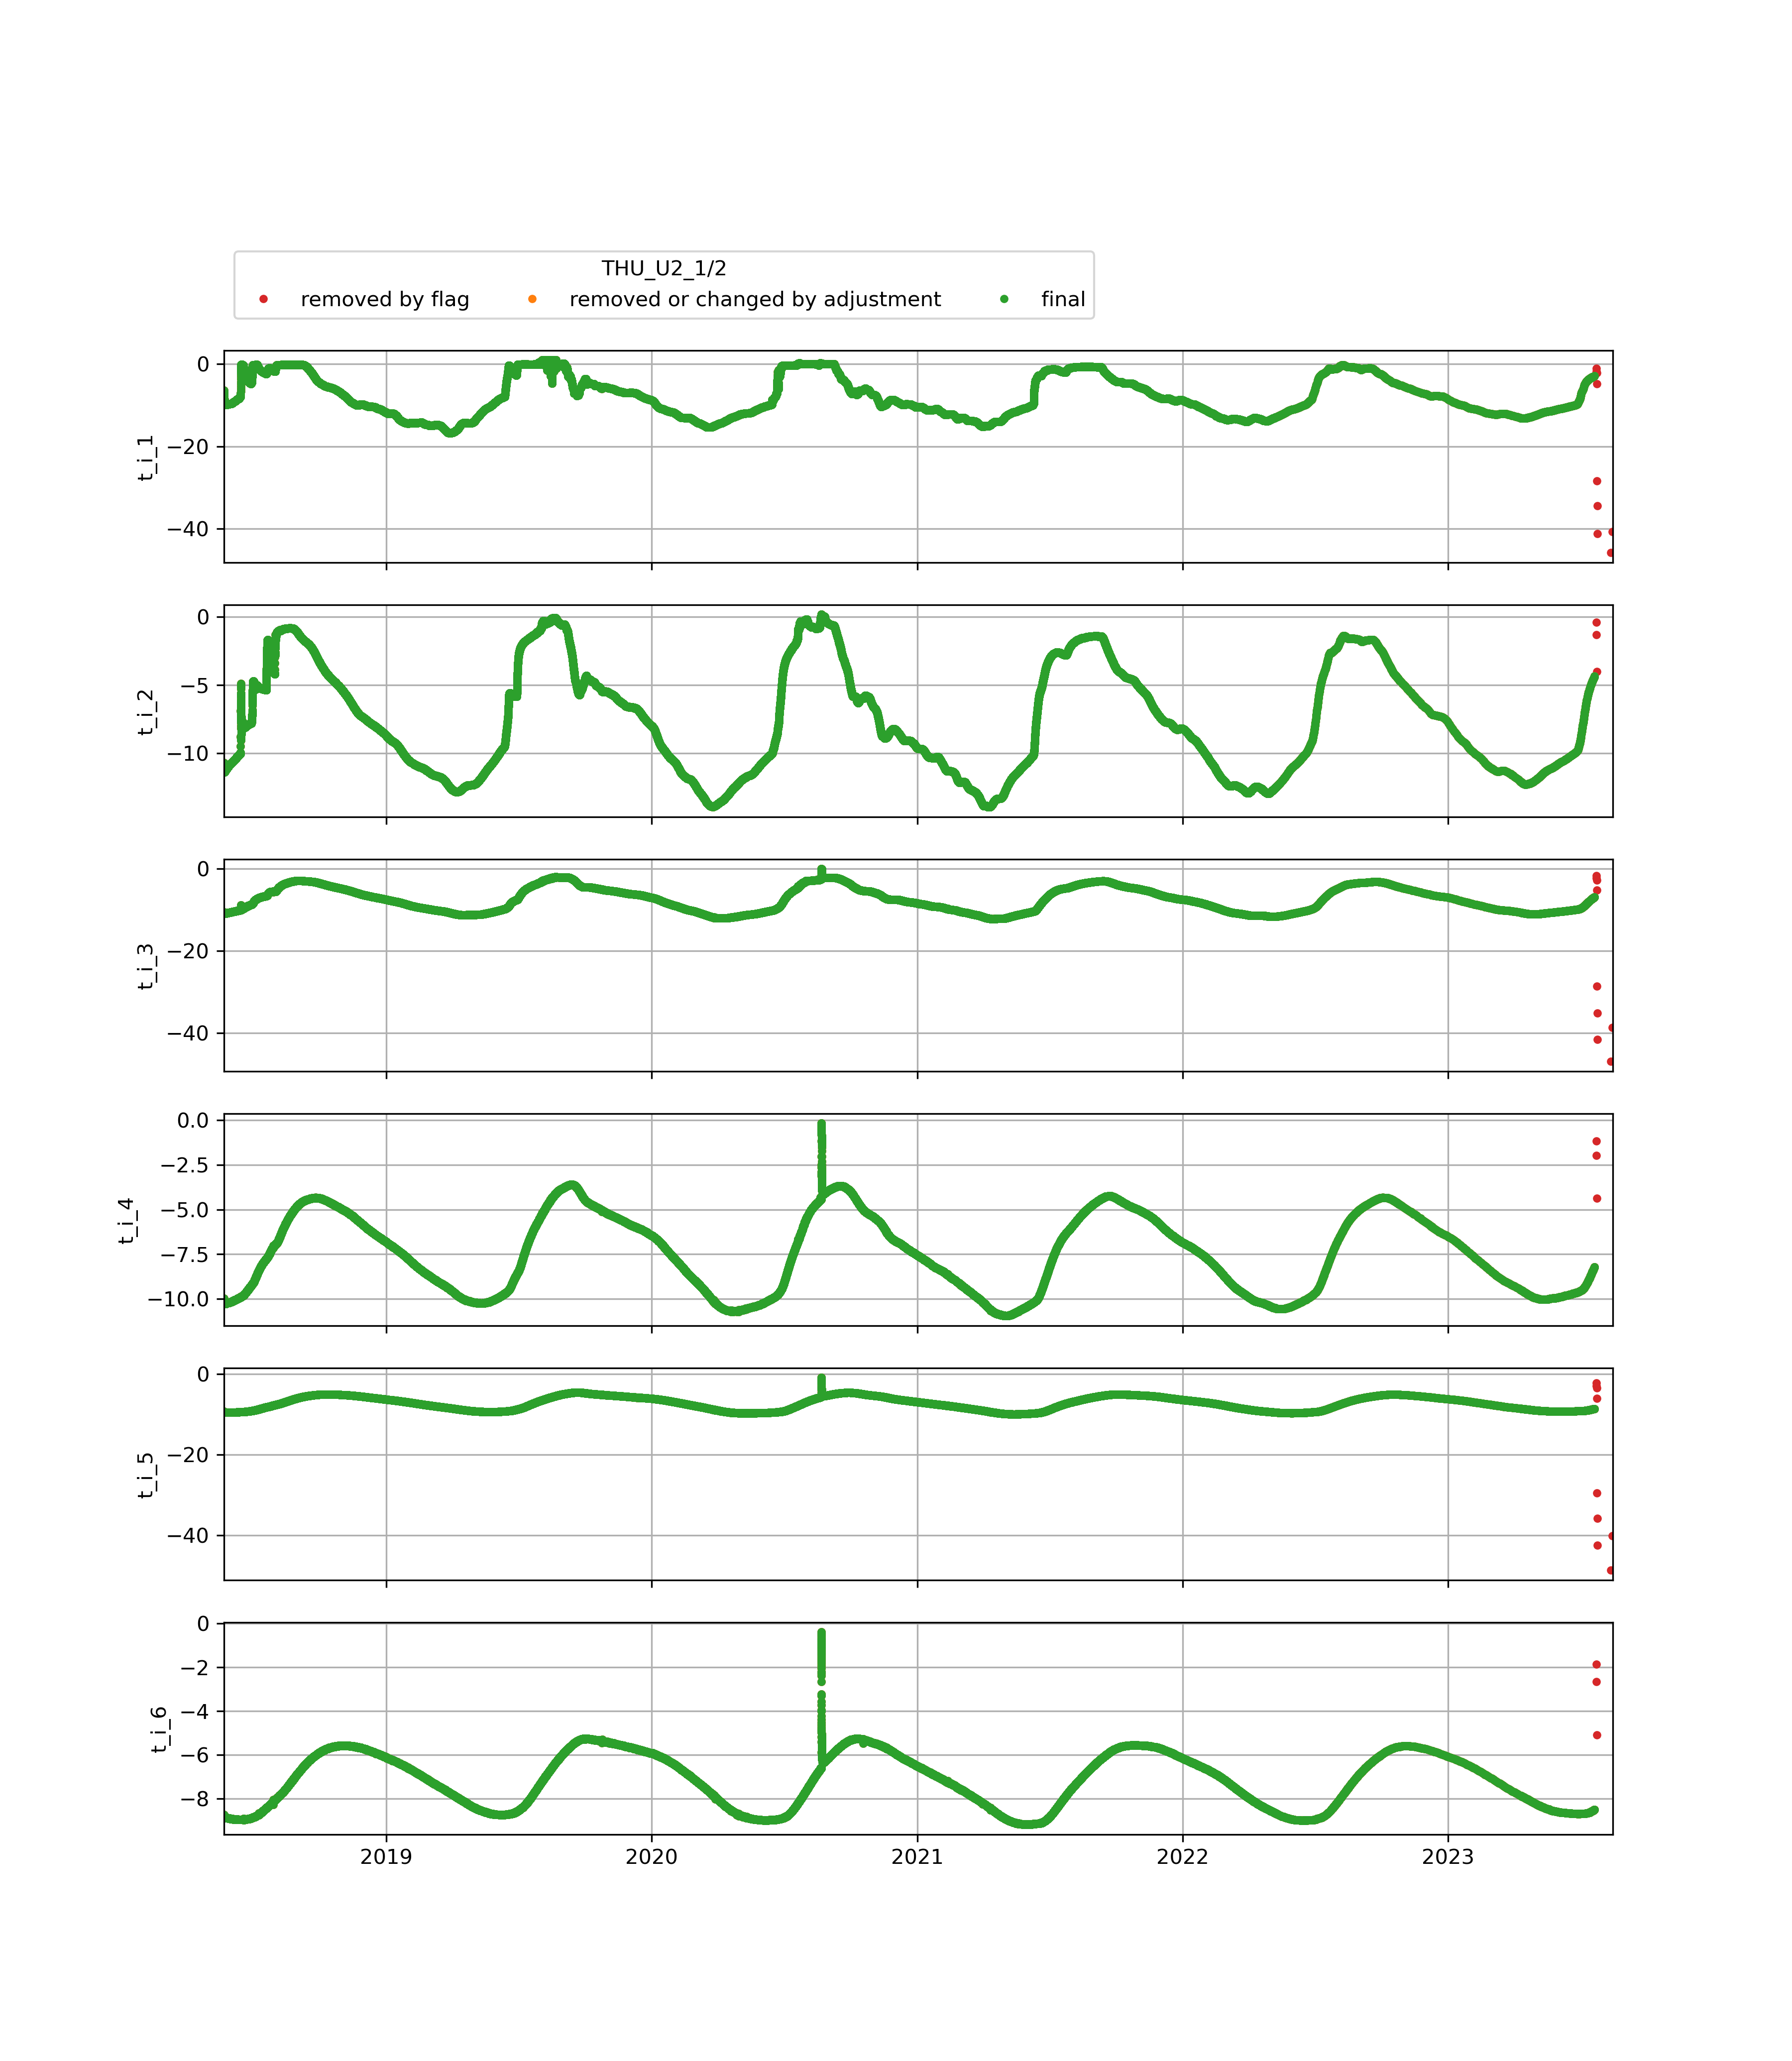 THU_U2_1/2
removed by flag removed or changed by adjustment final
0
−20
−40
t_i_1
0
−5
−10
t_i_2
0
−20
−40
t_i_3
0.0
−2.5
−5.0
−7.5
−10.0
t_i_4
0
−20
−40
t_i_5
0
−2
−4
−6
−8
t_i_6
2019 2020 2021 2022 2023